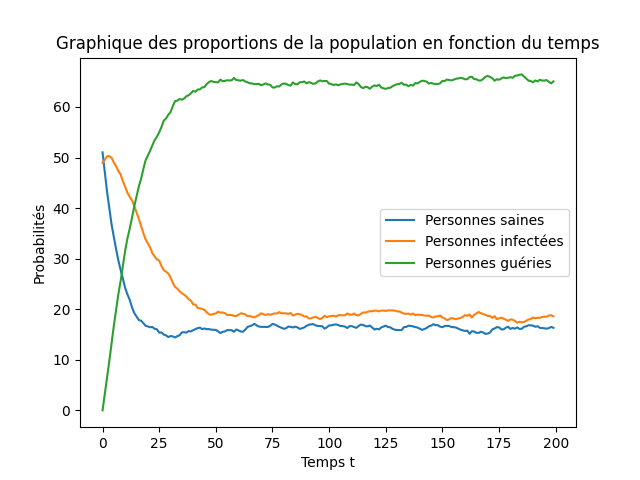 Graphique des proportions de la population en fonction du temps
Probabilités
60
50
40
30
20
10
0
Personnes saines
Personnes infectées
Personnes guéries
0 25 50 75 100 125 150 175 200
Temps t